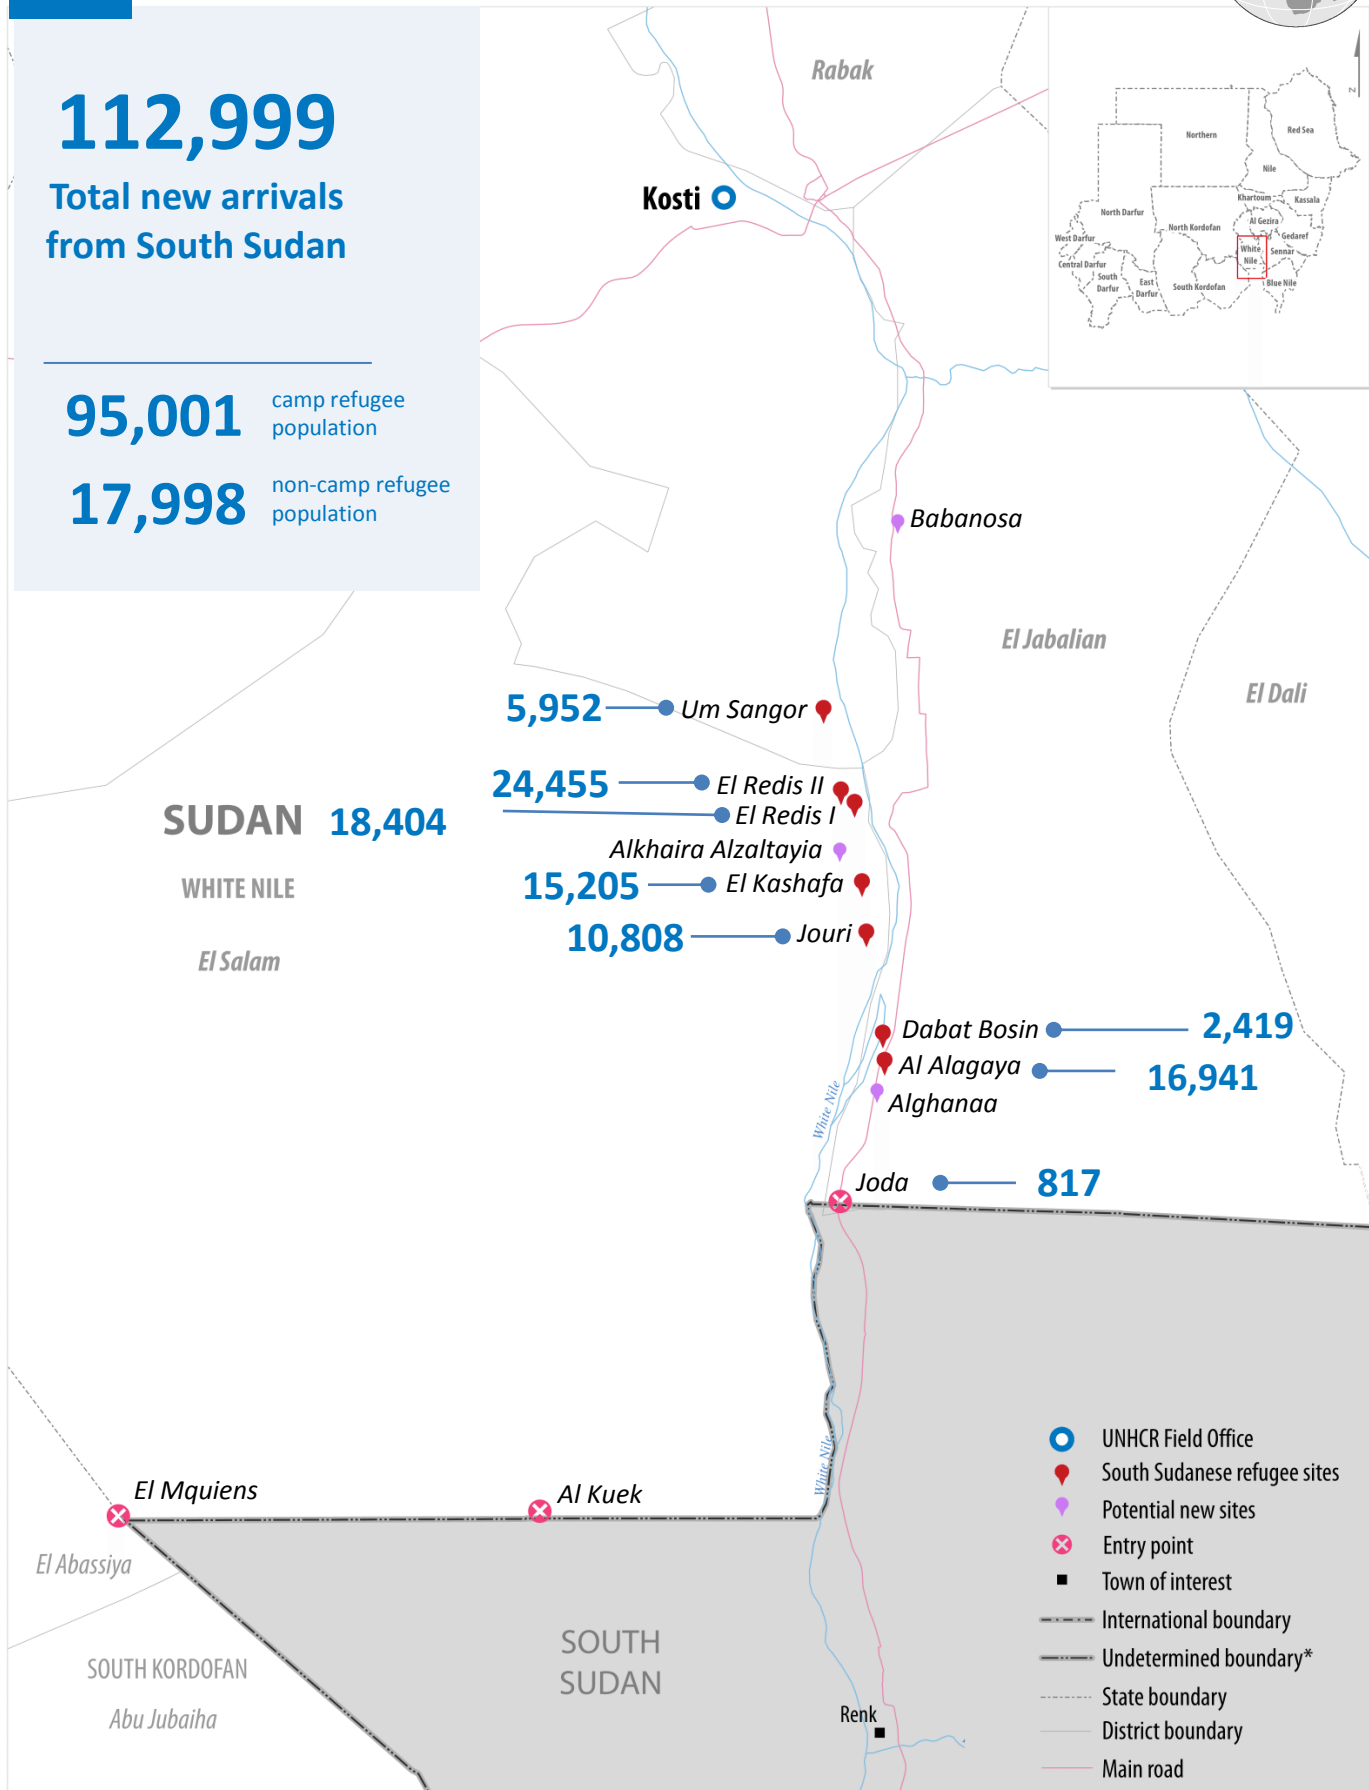 112,999
Total new arrivals
from South Sudan
95,001
camp refugee
population
17,998
non-camp refugee
population
Rabak
Kosti
N
Northern
Red Sea
Nile
Khartoum
Kassala
North Darfur
Al Gezira
North Kordofan
West Darfur
Gedaref
White
Nile
Sennar
Central Darfur
South
Darfur
East
Darfur
South Kordofan
Blue Nile
Babanosa
El Jabalian
El Dali
5,952
Um Sangor
24,455
El Redis II
SUDAN
18,404
El Redis I
Alkhaira Alzaltayia
WHITE NILE
15,205
El Kashafa
10,808
Jouri
El Salam
Dabat Bosin
2,419
Al Alagaya
16,941
Alghanaa
White Nile
Joda
817
White Nile
El Mquiens
Al Kuek
El Abassiya
SOUTH KORDOFAN
Abu Jubaiha
SOUTH
SUDAN
Renk
UNHCR Field Office
South Sudanese refugee sites
Potential new sites
Entry point
Town of interest
International boundary
Undetermined boundary*
State boundary
District boundary
Main road